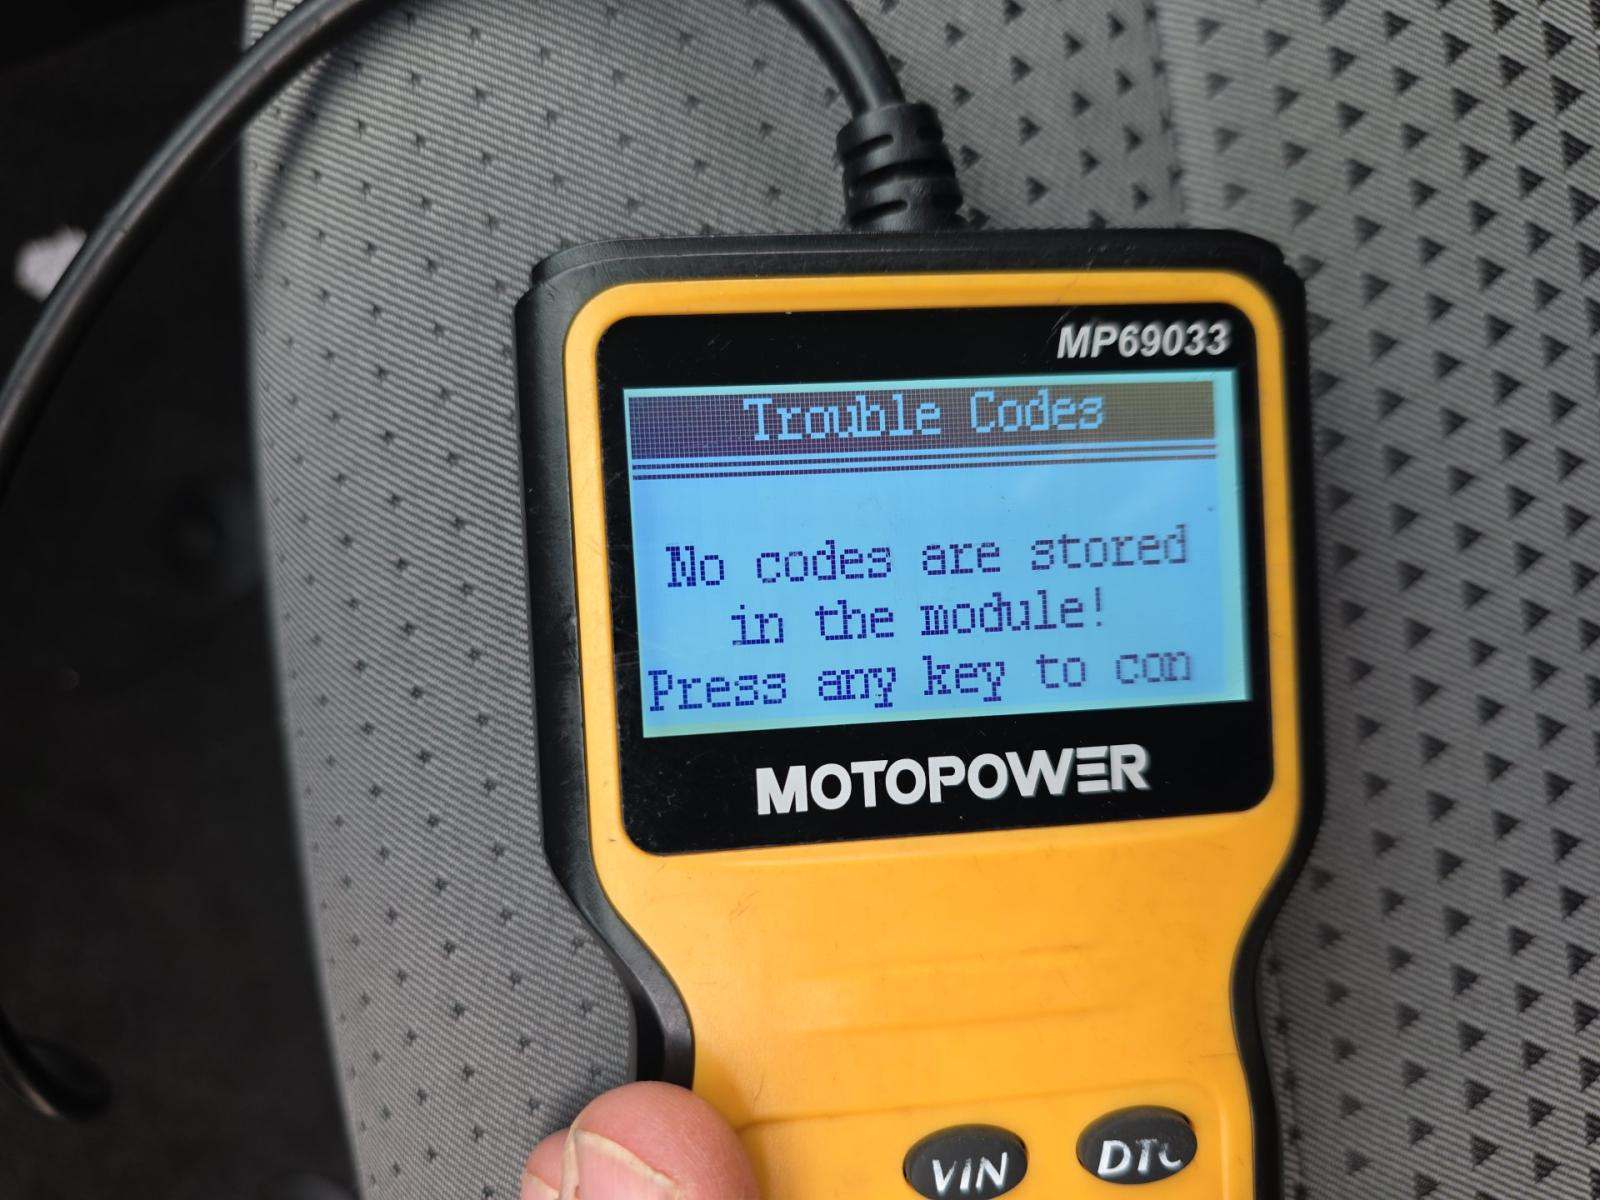 MP69033
Trouble Codes
No codes are stored
in the module!
Press any key to con
MOTOPOWER
VIN
DTC